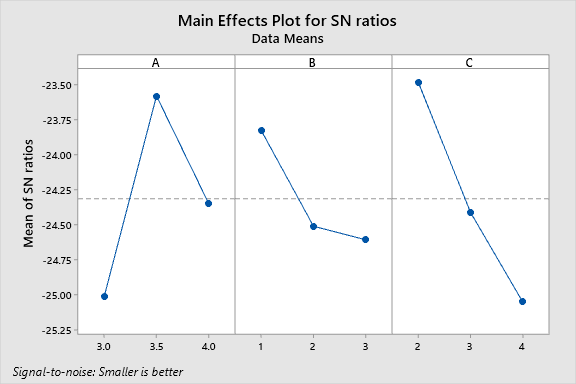 Main Effects Plot for SN ratios
Data Means
A B C
Mean of SN ratios
-23.50
-23.75
-24.00
-24.25
-24.50
-24.75
-25.00
-25.25
3.0 3.5 4.0 1 2 3 2 3 4
Signal-to-noise: Smaller is better